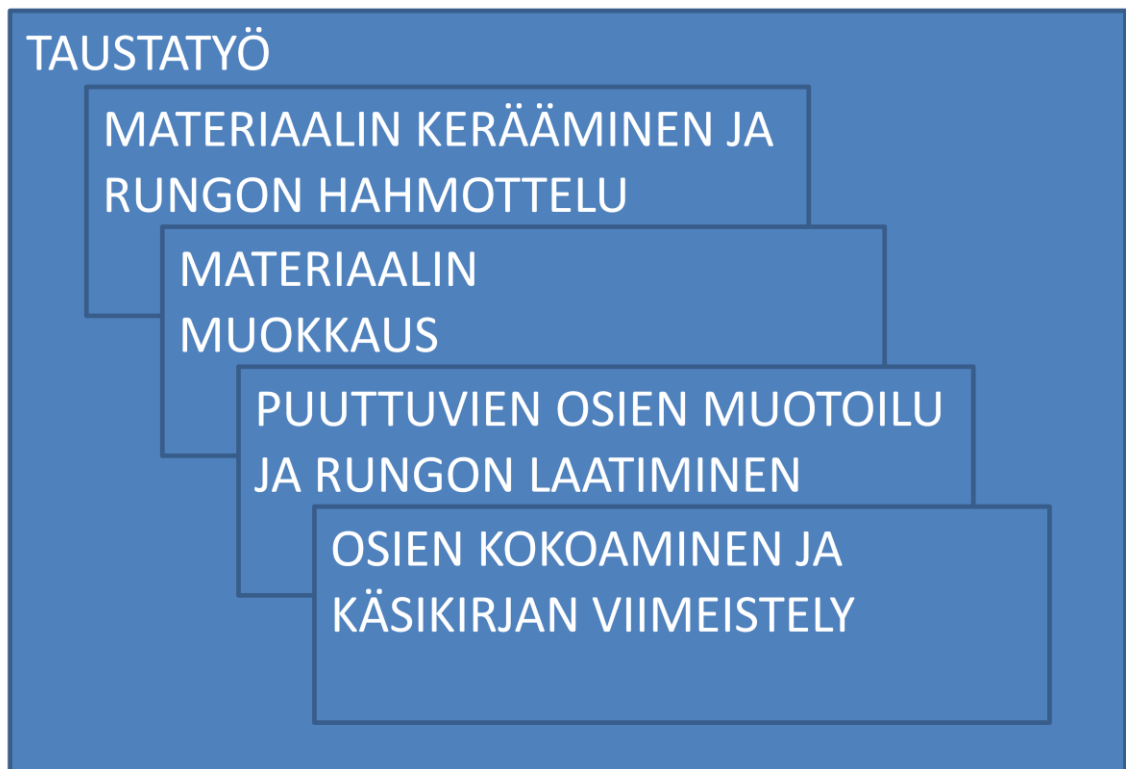 TAUSTATYÖ
MATERIAALIN KERÄÄMINEN JA
RUNGON HAHMOTTELU
MATERIAALIN
MUOKKAUS
PUUTTUVIEN OSIEN MUOTOILU
JA RUNGON LAATIMINEN
OSIEN KOKOAMINEN JA
KÄSIKIRJAN VIIMEISTELY